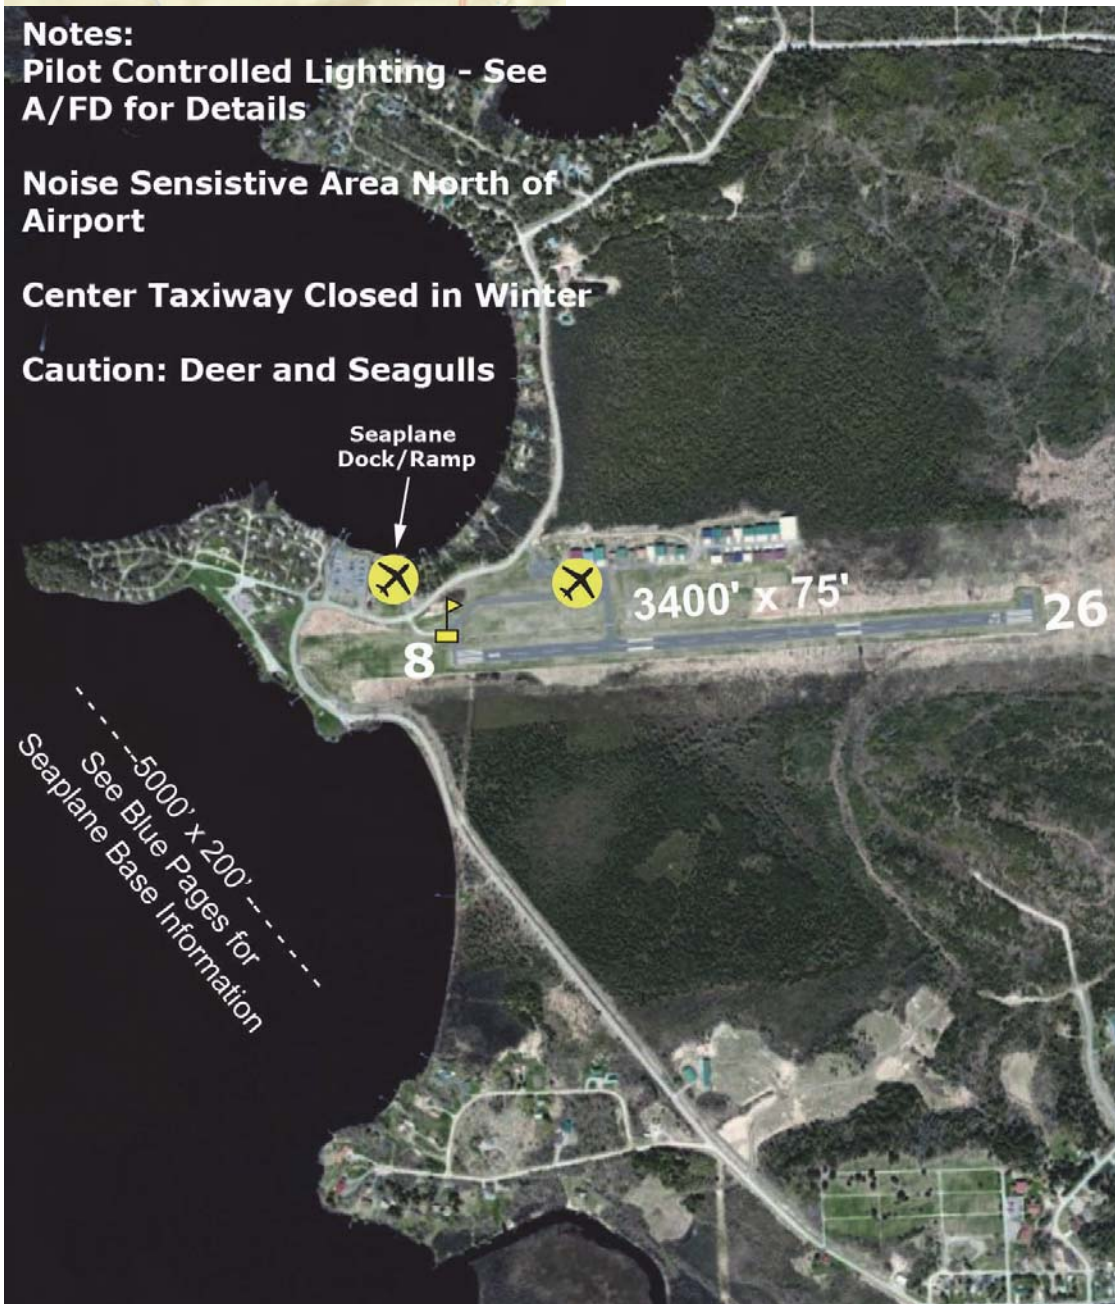 Notes:
Pilot Controlled Lighting - See
A/FD for Details
Noise Sensistive Area North of
Airport
Center Taxiway Closed in Winter
Caution: Deer and Seagulls
Seaplane
Dock/Ramp
3400' x 75'
26
8
-----5000' x 200'-------
See Blue Pages for
Seaplane Base Information